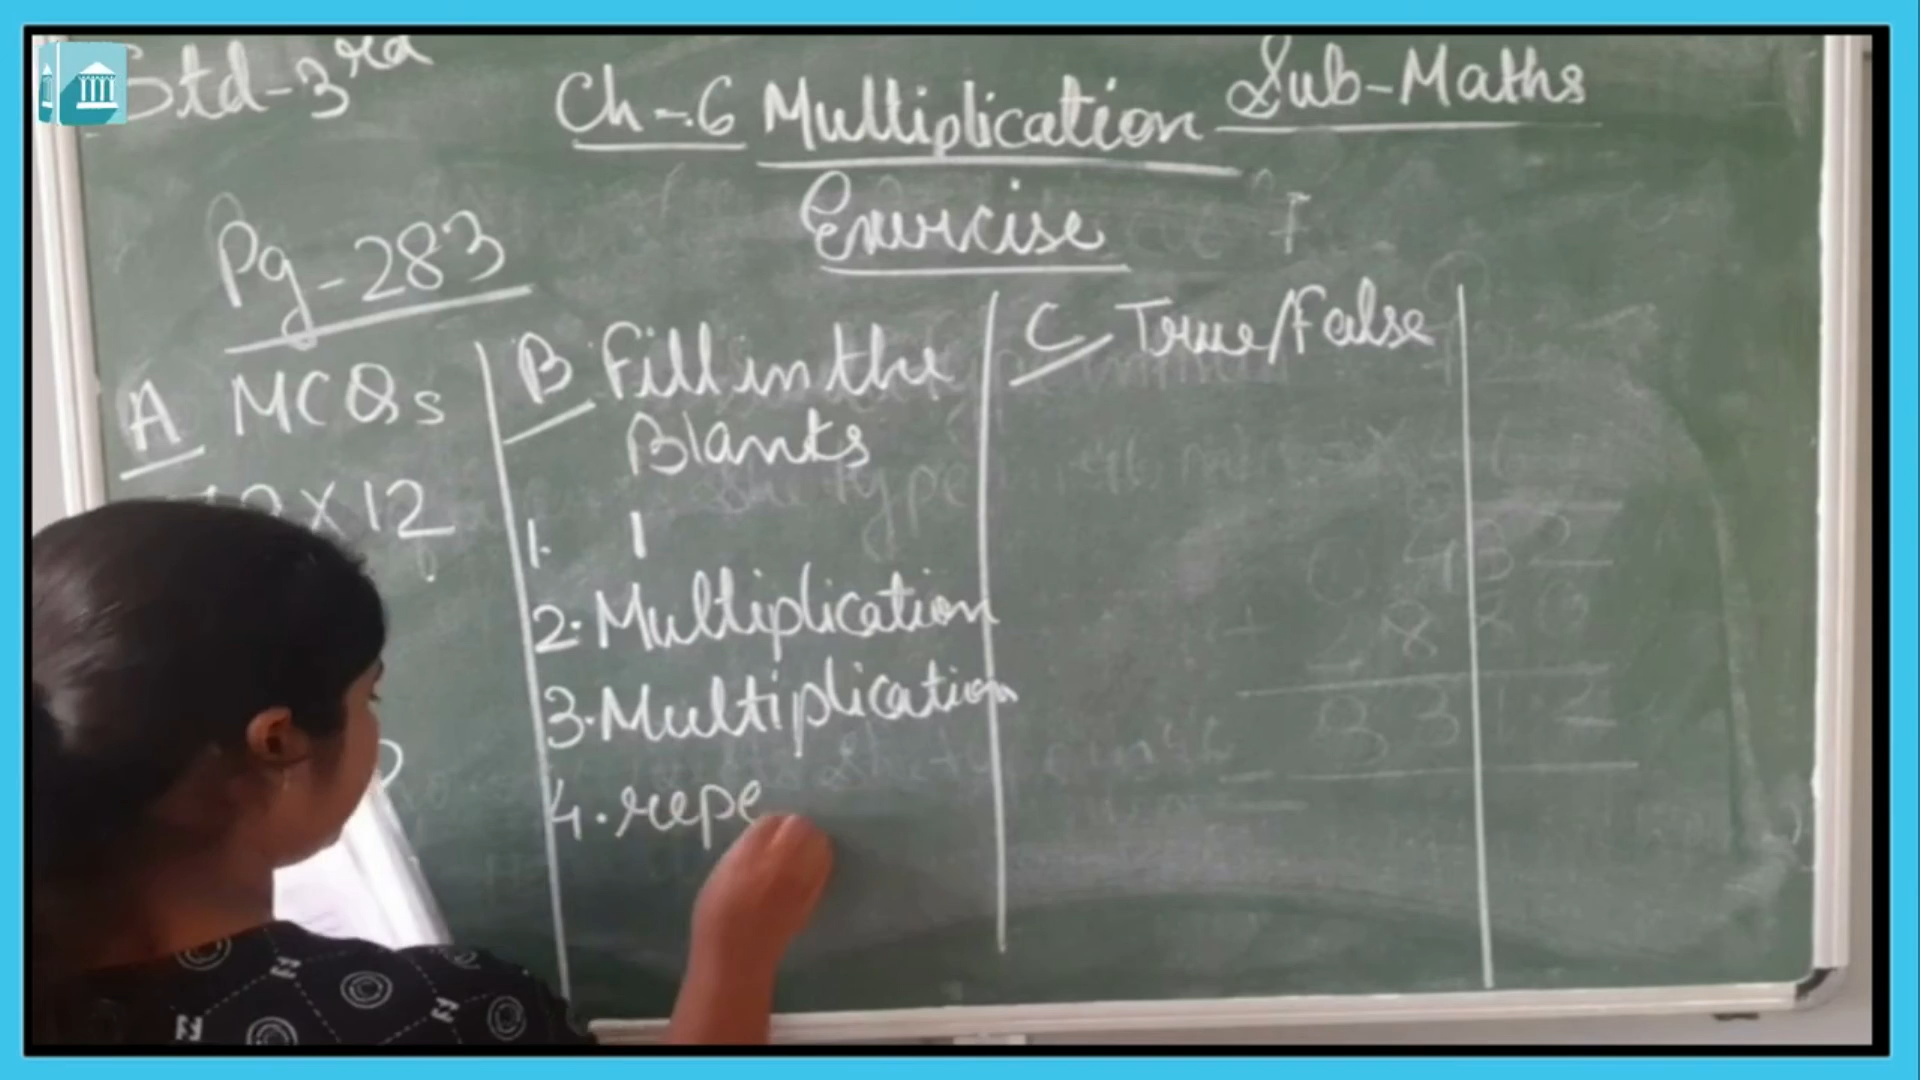 Std-3rd
Ch-6 Multiplication
Sub-Maths
Exercise
Pg-283
A MCQs
12
B Fill in the
Blanks
1. 1
2. Multiplication
3. Multiplication
4. repe
C True/False